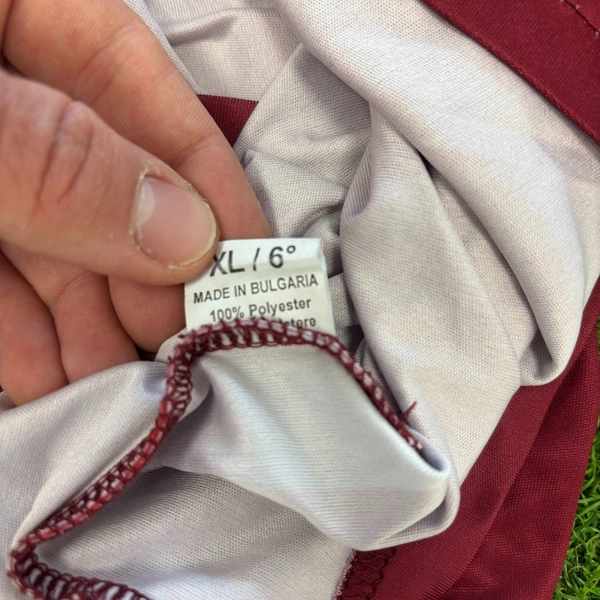 XL / 6°
MADE IN BULGARIA
100% Polyester